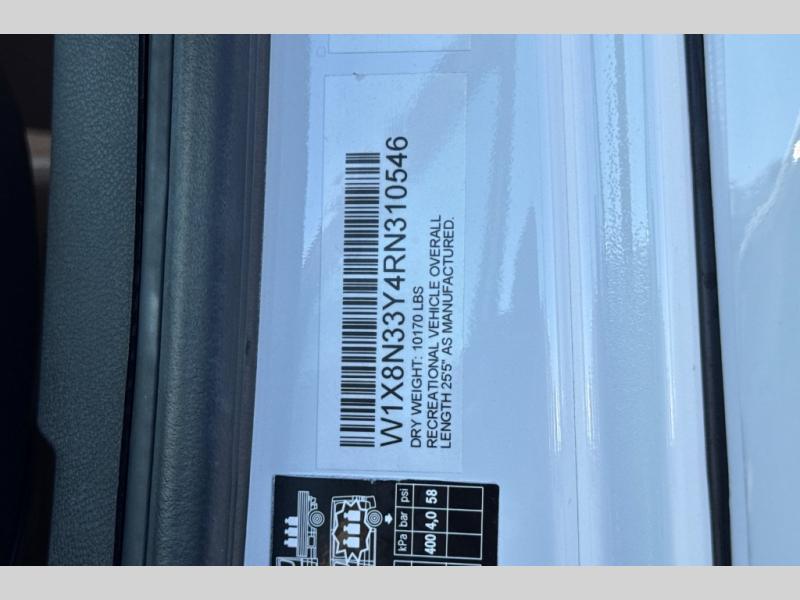 W1X8N33Y4RN310546
DRY WEIGHT: 10170 LBS
RECREATIONAL VEHICLE OVERALL
LENGTH 25'5" AS MANUFACTURED.
kPa bar psi
400 4,0 58